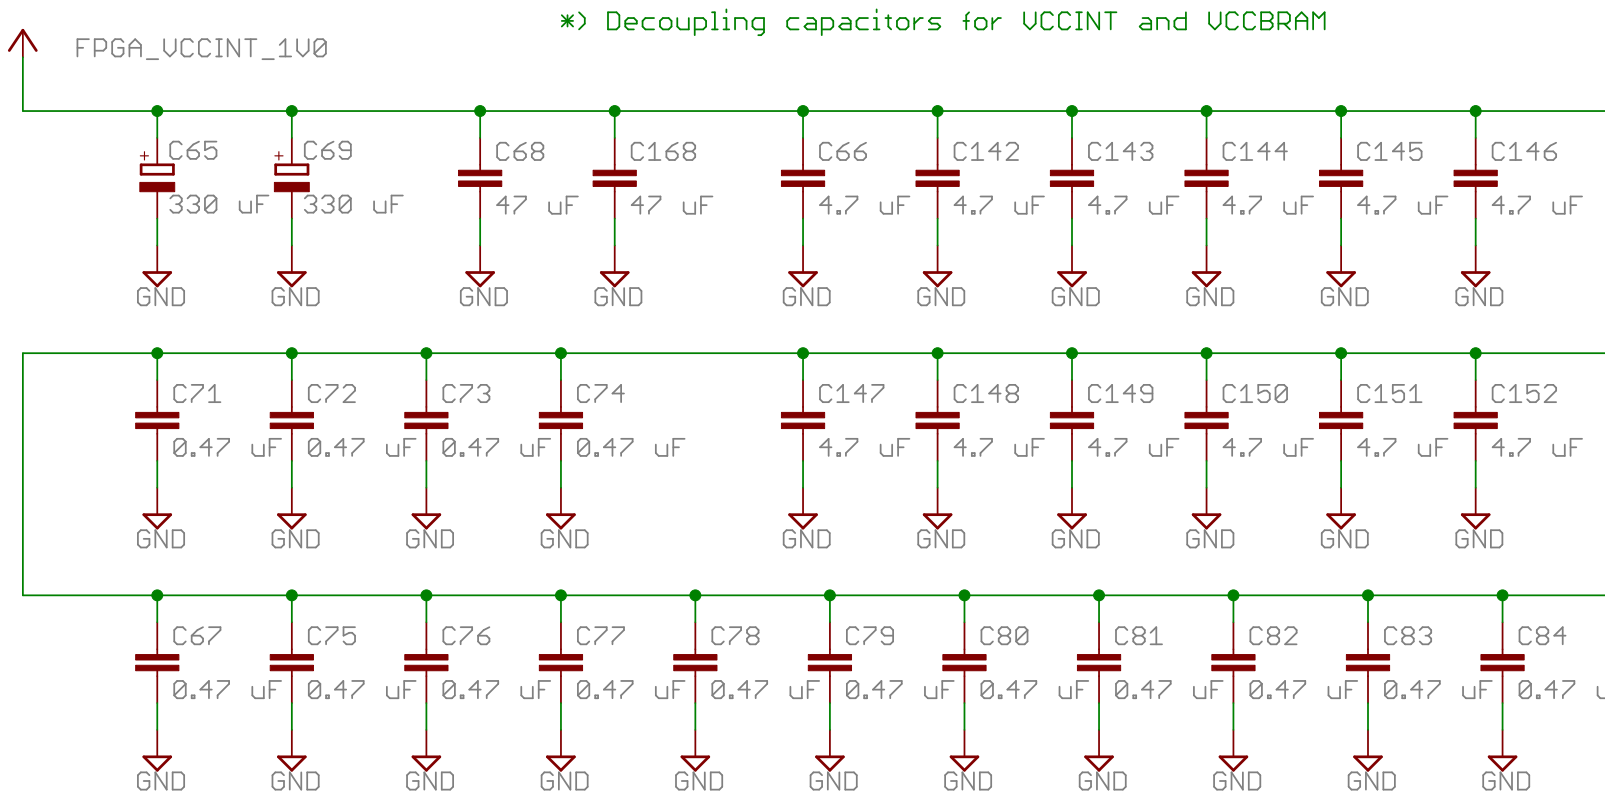 *) Decoupling capacitors for VCCINT and VCCBRAM
FPGA_VCCINT_1V0
C65 C69 C68 C168 C66 C142 C143 C144 C145 C146
330 uF 330 uF 47 uF 47 uF 4.7 uF 4.7 uF 4.7 uF 4.7 uF 4.7 uF 4.7 uF
GND GND GND GND GND GND GND GND GND GND
C71 C72 C73 C74 C147 C148 C149 C150 C151 C152
0.47 uF 0.47 uF 0.47 uF 0.47 uF 4.7 uF 4.7 uF 4.7 uF 4.7 uF 4.7 uF 4.7 uF
GND GND GND GND GND GND GND GND GND GND
C67 C75 C76 C77 C78 C79 C80 C81 C82 C83 C84
0.47 uF 0.47 uF 0.47 uF 0.47 uF 0.47 uF 0.47 uF 0.47 uF 0.47 uF 0.47 uF 0.47 uF 0.47
GND GND GND GND GND GND GND GND GND GND GND